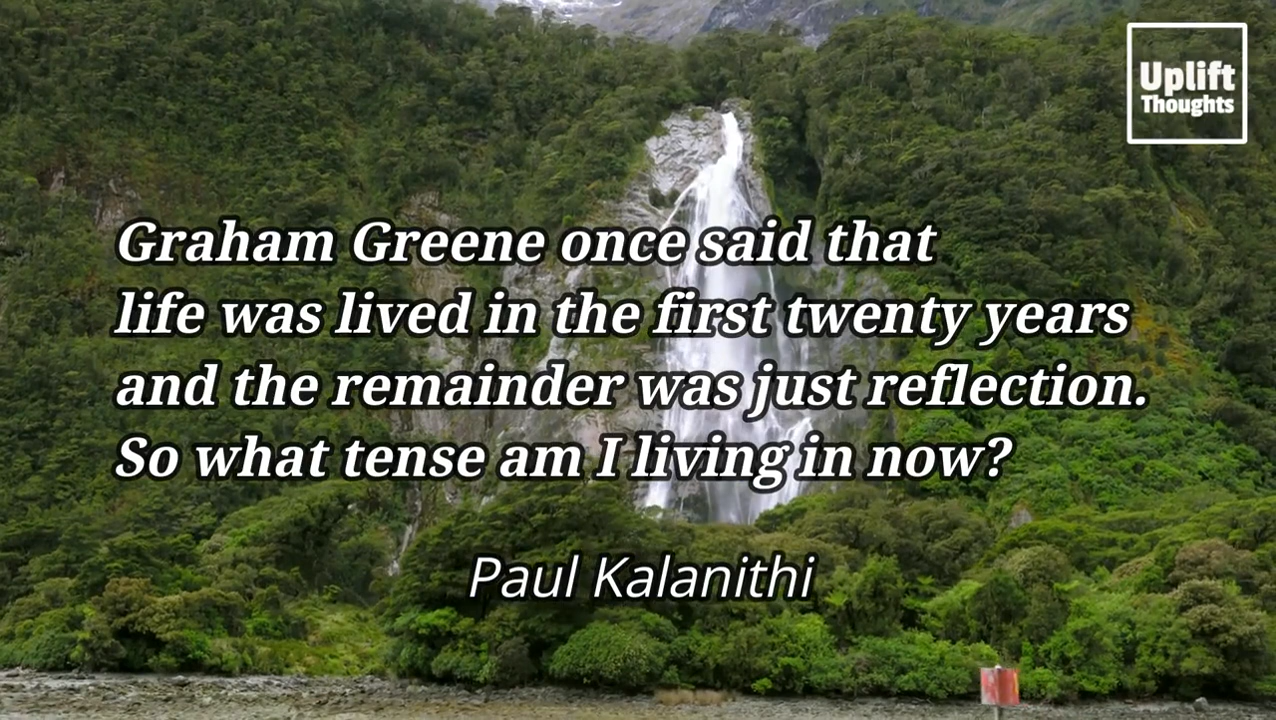 Uplift
Thoughts
Graham Greene once said that
life was lived in the first twenty years
and the remainder was just reflection.
So what tense am I living in now?
Paul Kalanithi